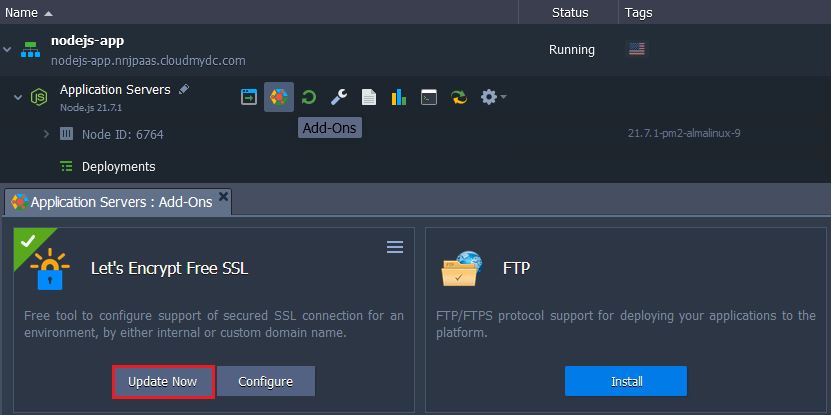 Name Status Tags
nodejs-app
nodejs-app.nnjpaas.cloudmydc.com Running
Application Servers
Node.js 21.7.1
Add-Ons
Node ID: 6764 21.7.1-pm2-almalinux-9
Deployments
Application Servers : Add-Ons
Let's Encrypt Free SSL
Free tool to configure support of secured SSL connection for an
environment, by either internal or custom domain name.
Update Now Configure
FTP
FTP/FTPS protocol support for deploying your applications to the
platform.
Install